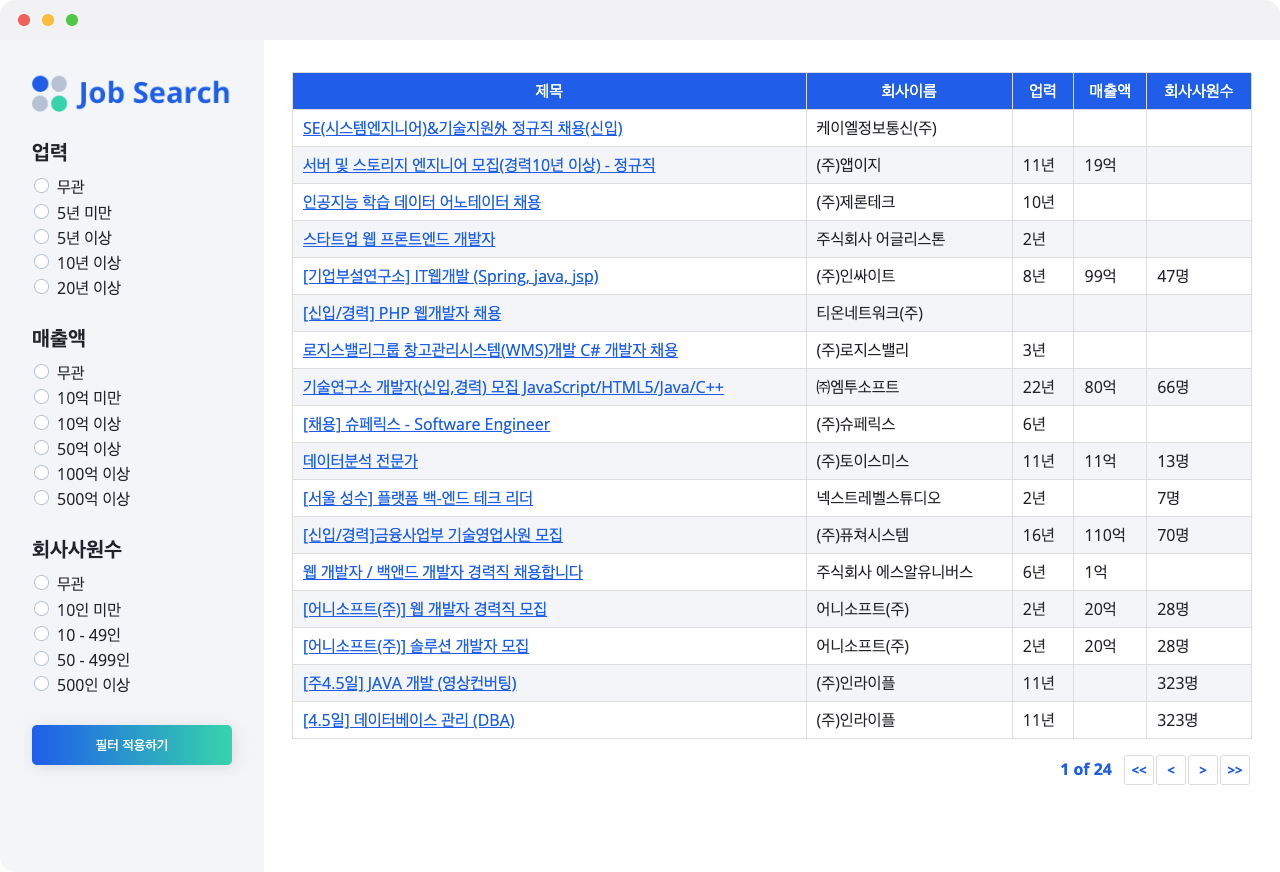 Job Search
업력
무관
5년 미만
5년 이상
10년 이상
20년 이상
매출액
무관
10억 미만
10억 이상
50억 이상
100억 이상
500억 이상
회사사원수
무관
10인 미만
10 - 49인
50 - 499인
500인 이상
필터 적용하기
제목 회사이름 업력 매출액 회사사원수
SE(시스템엔지니어)&기술지원外 정규직 채용(신입) 케이엘정보통신(주)
서버 및 스토리지 엔지니어 모집(경력10년 이상) - 정규직 (주)앱이지 11년 19억
인공지능 학습 데이터 어노테이터 채용 (주)제론테크 10년
스타트업 웹 프론트엔드 개발자 주식회사 어글리스톤 2년
[기업부설연구소] IT웹개발 (Spring, java, jsp) (주)인싸이트 8년 99억 47명
[신입/경력] PHP 웹개발자 채용 티온네트워크(주)
로지스밸리그룹 창고관리시스템(WMS)개발 C# 개발자 채용 (주)로지스밸리 3년
기술연구소 개발자(신입,경력) 모집 JavaScript/HTML5/Java/C++ ㈜엠투소프트 22년 80억 66명
[채용] 슈페릭스 - Software Engineer (주)슈페릭스 6년
데이터분석 전문가 (주)토이스미스 11년 11억 13명
[서울 성수] 플랫폼 백-엔드 테크 리더 넥스트레벨스튜디오 2년 7명
[신입/경력]금융사업부 기술영업사원 모집 (주)퓨쳐시스템 16년 110억 70명
웹 개발자 / 백앤드 개발자 경력직 채용합니다 주식회사 에스알유니버스 6년 1억
[어니소프트(주)] 웹 개발자 경력직 모집 어니소프트(주) 2년 20억 28명
[어니소프트(주)] 솔루션 개발자 모집 어니소프트(주) 2년 20억 28명
[주4.5일] JAVA 개발 (영상컨버팅) (주)인라이플 11년 323명
[4.5일] 데이터베이스 관리 (DBA) (주)인라이플 11년 323명
1 of 24 << < > >>